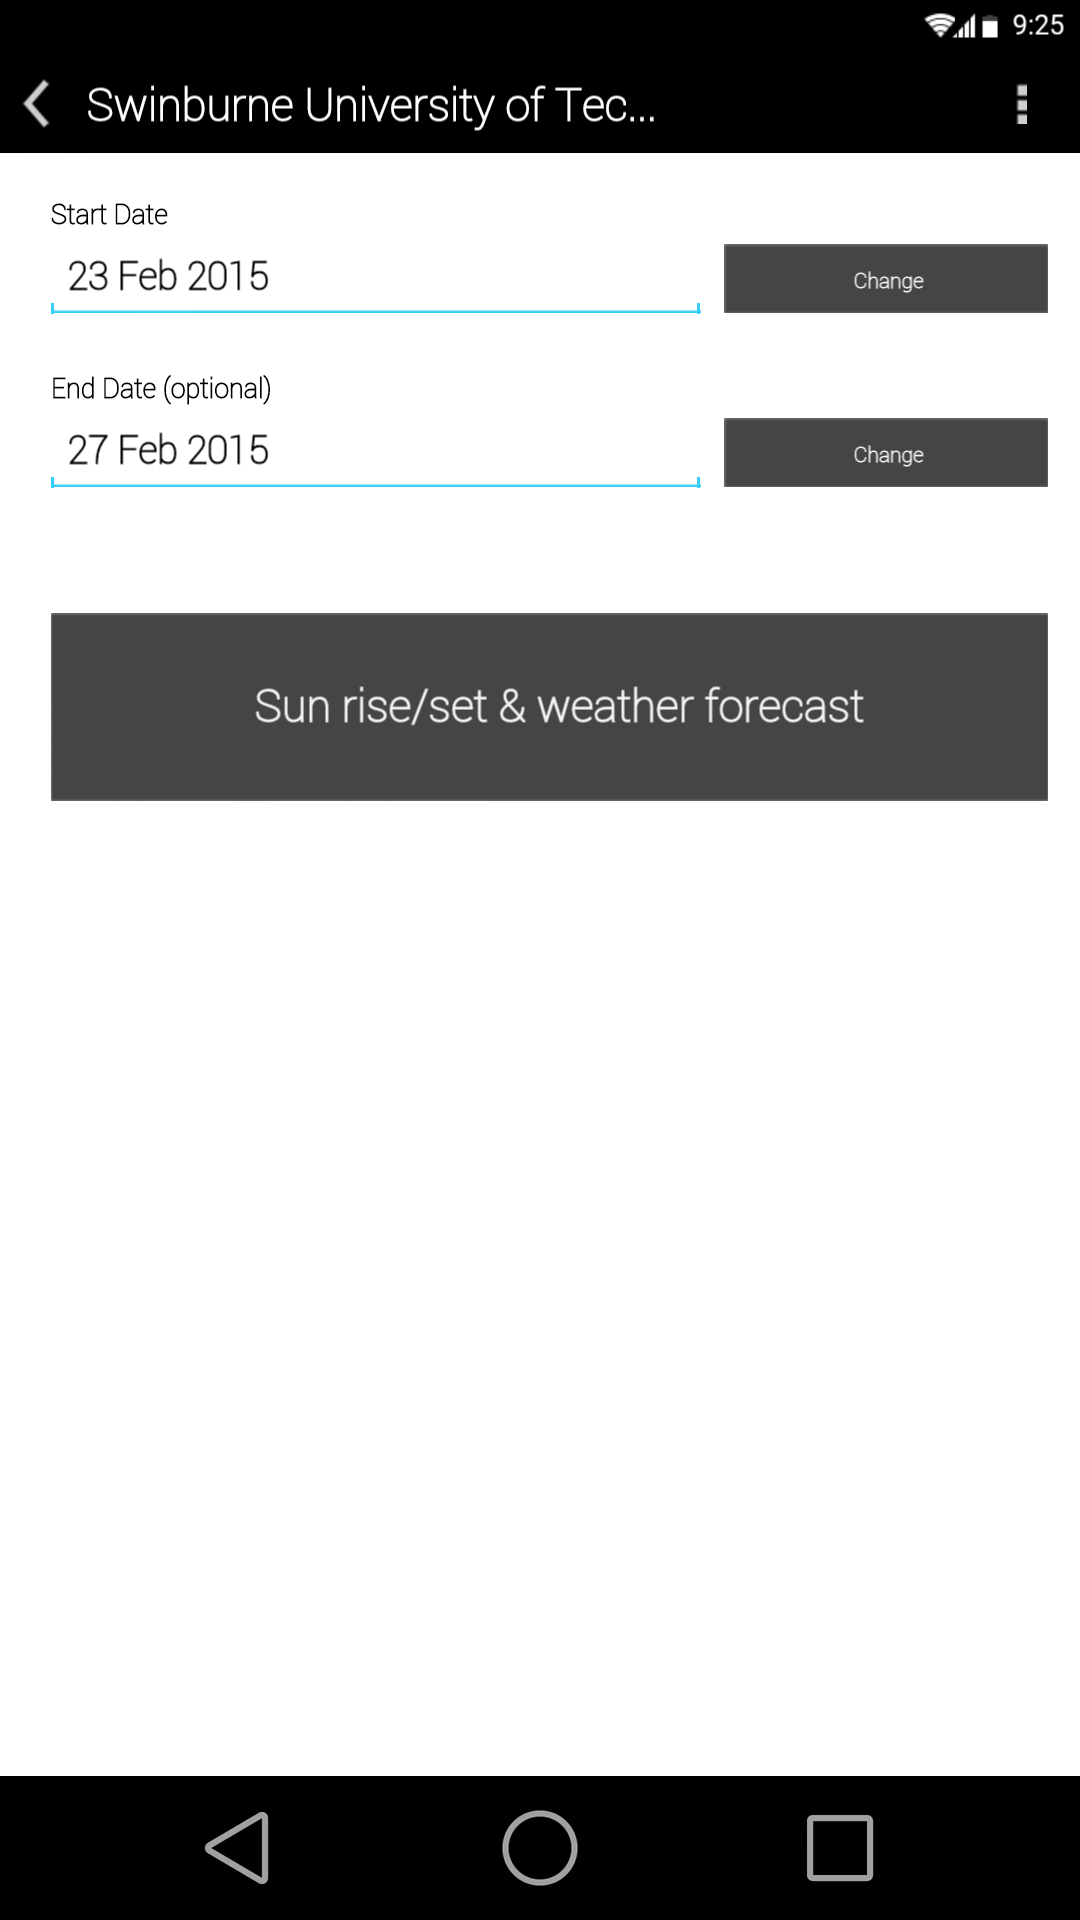 9:25
Swinburne University of Tec...
Start Date
23 Feb 2015
Change
End Date (optional)
27 Feb 2015
Change
Sun rise/set & weather forecast